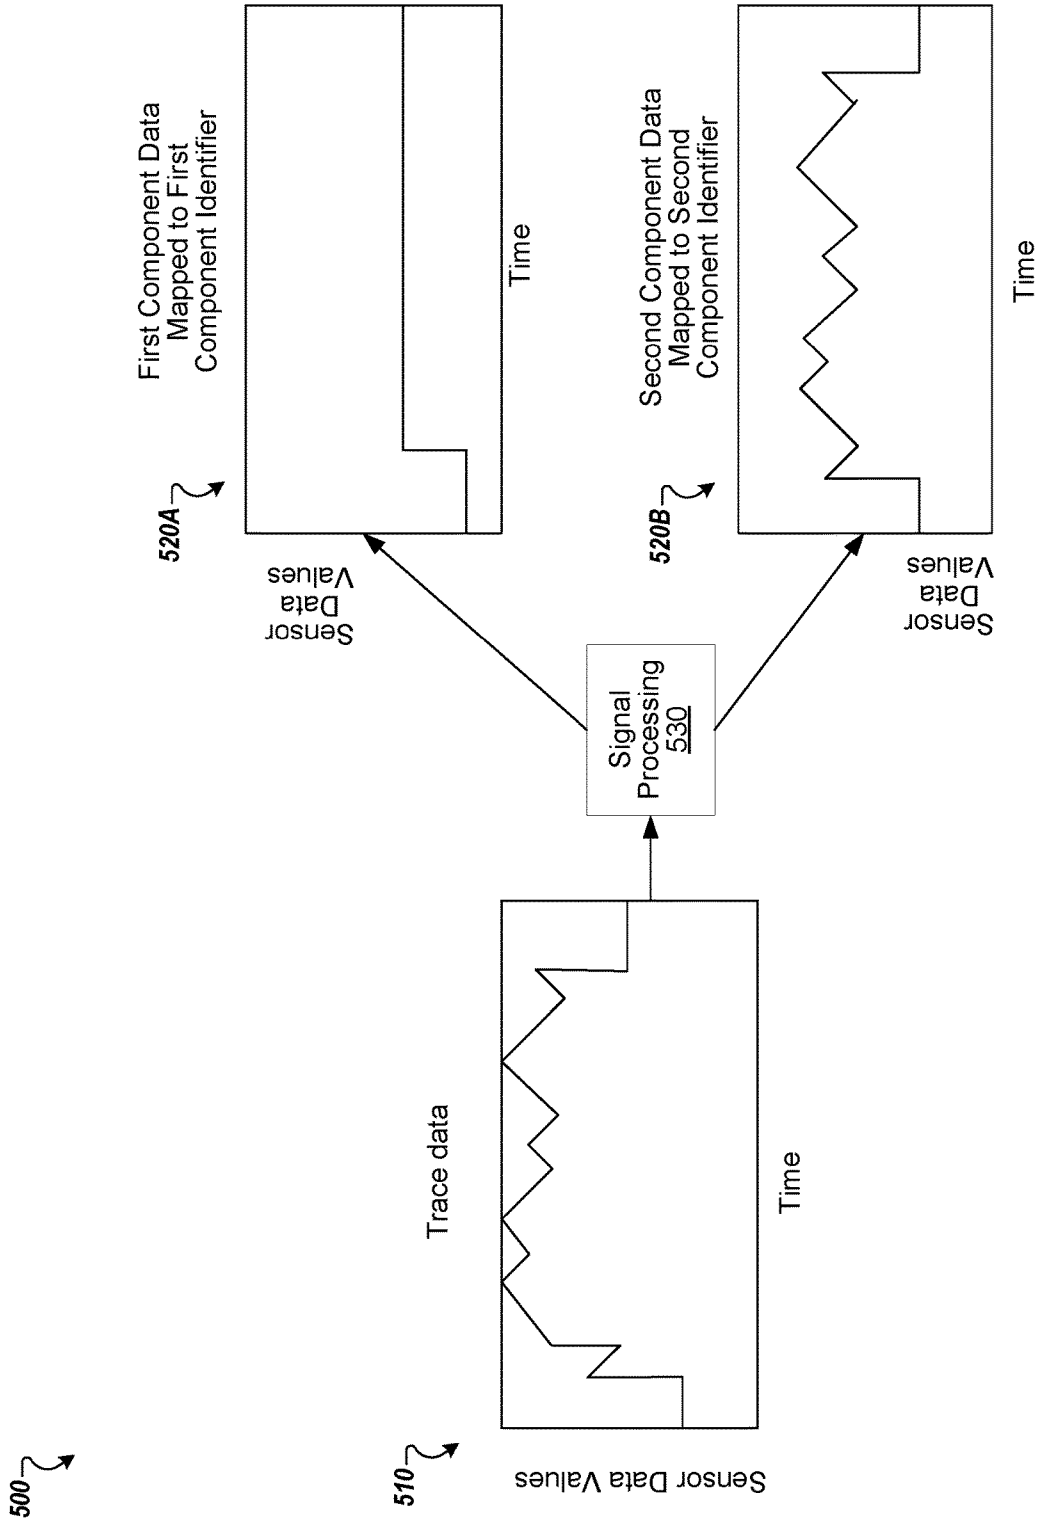 500
510
Trace data
Sensor Data Values
Time
Signal
Processing
530
520A
First Component Data
Mapped to First
Component Identifier
Sensor
Data
Values
Time
520B
Second Component Data
Mapped to Second
Component Identifier
Sensor
Data
Values
Time